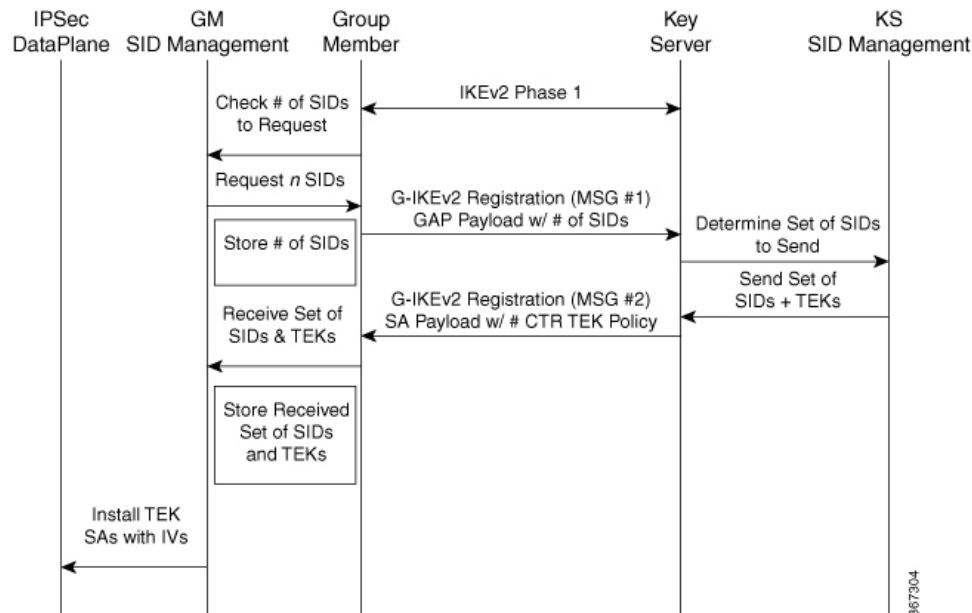 IPSec
DataPlane
GM
SID Management
Group
Member
Key
Server
KS
SID Management
IKEv2 Phase 1
Check # of SIDs
to Request
Request n SIDs
G-IKEv2 Registration (MSG #1)
GAP Payload w/ # of SIDs
Store # of SIDs
Determine Set of SIDs
to Send
Send Set of
SIDs + TEKs
G-IKEv2 Registration (MSG #2)
SA Payload w/ # CTR TEK Policy
Receive Set of
SIDs & TEKs
Store Received
Set of SIDs
and TEKs
Install TEK
SAs with IVs
367304